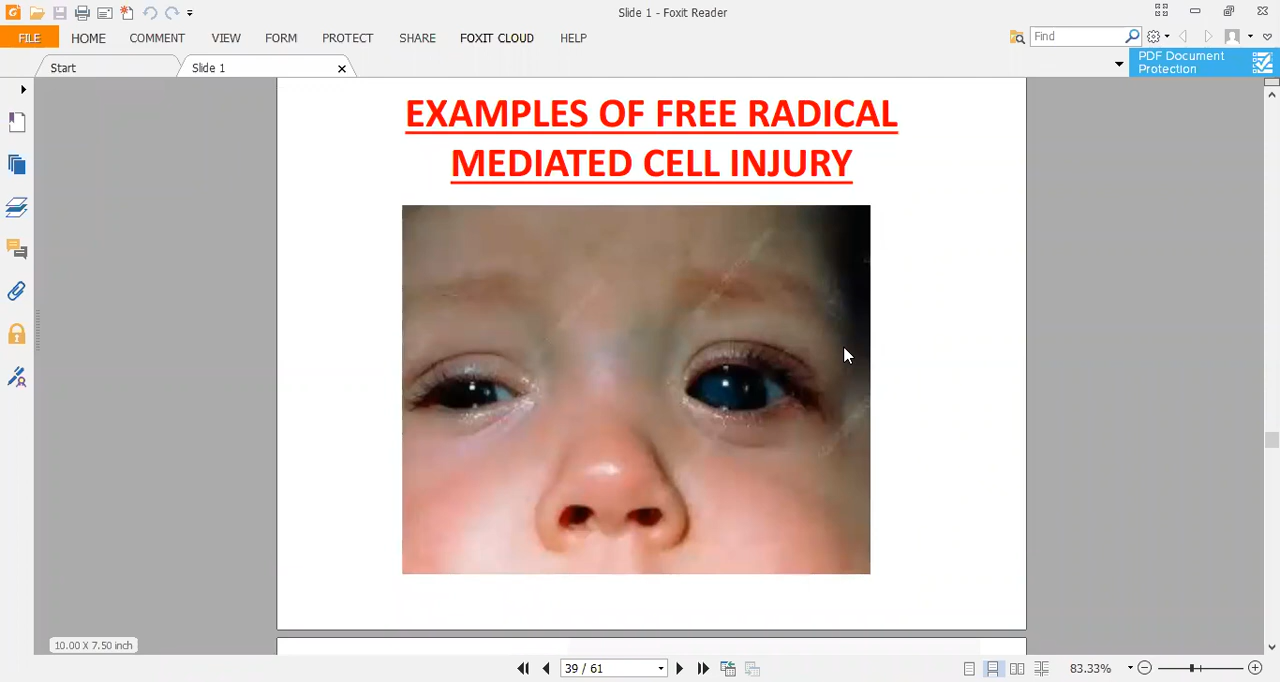 Slide 1 - Foxit Reader
FILE HOME COMMENT VIEW FORM PROTECT SHARE FOXIT CLOUD HELP
Find
Start
Slide 1
PDF Document
Protection
EXAMPLES OF FREE RADICAL
MEDIATED CELL INJURY
10.00 X 7.50 inch
39 / 61
83.33%